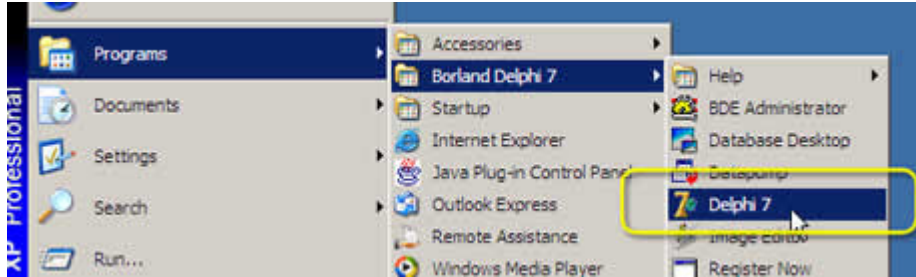 XP Professional
Programs
Documents
Settings
Search
Run...
Accessories
Borland Delphi 7
Startup
Internet Explorer
Java Plug-in Control Panel
Outlook Express
Remote Assistance
Windows Media Player
Help
BDE Administrator
Database Desktop
Datapump
Delphi 7
Image Editor
Register Now